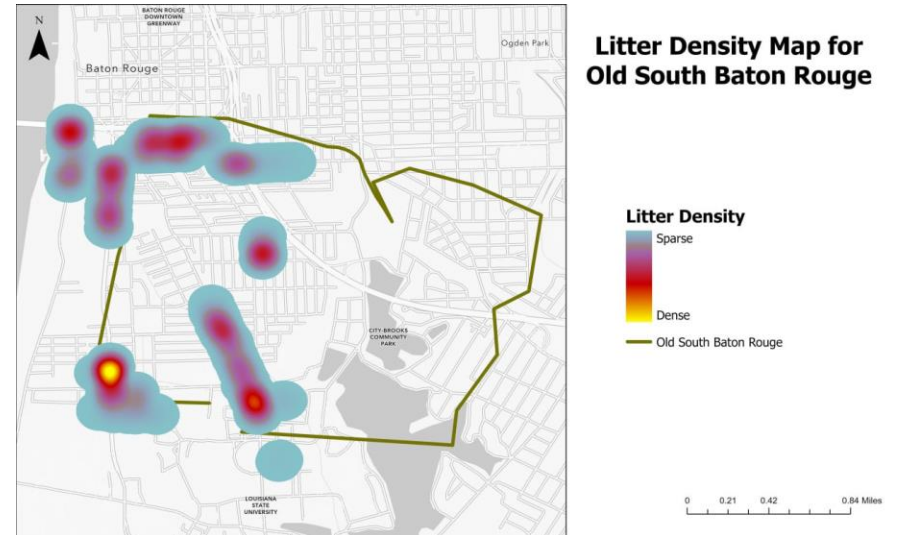 BATON ROUGE
DOWNTOWN
GREENWAY
N
Ogden Park
Baton Rouge
CITY-BROOKS
COMMUNITY
PARK
LOUISIANA
STATE
UNIVERSITY
Litter Density Map for
Old South Baton Rouge
Litter Density
Sparse
Dense
Old South Baton Rouge
0 0.21 0.42 0.84 Miles